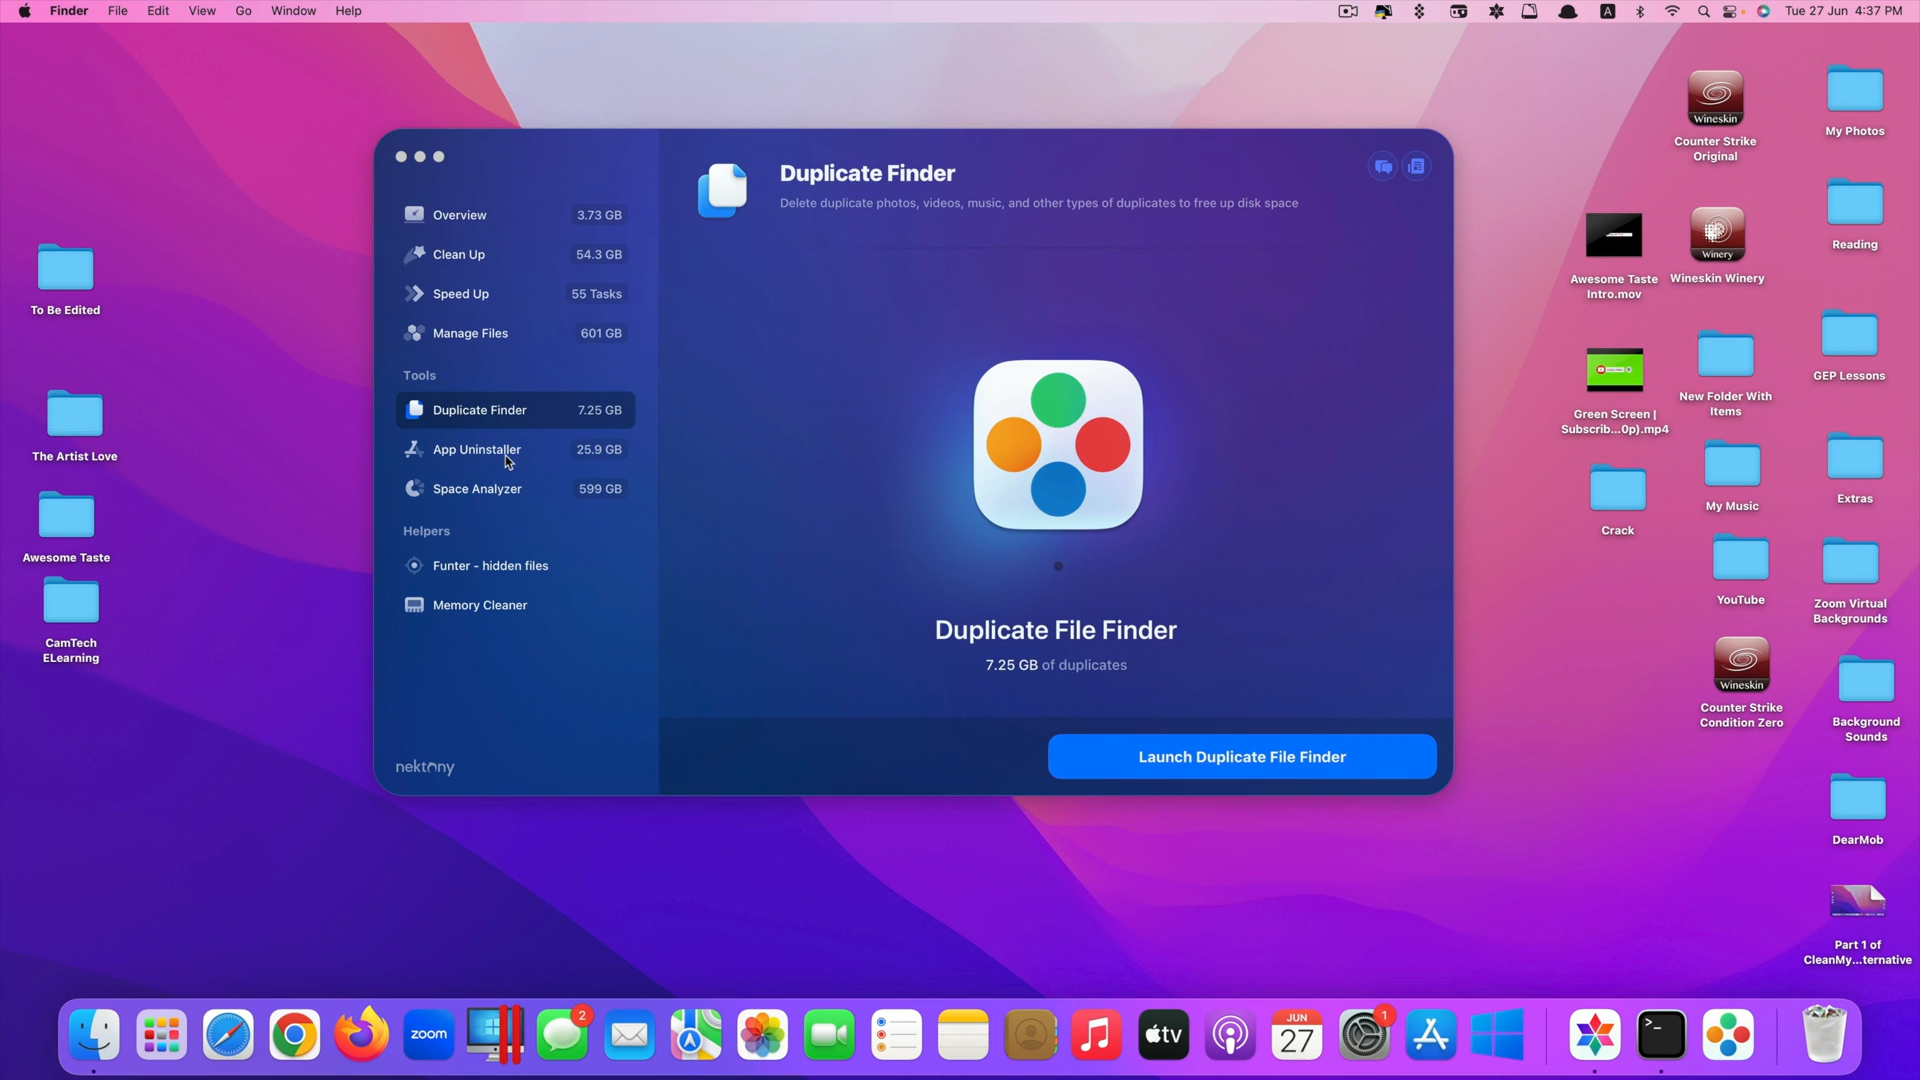 Finder File Edit View Go Window Help
A Tue 27 Jun 4:37 PM
Duplicate Finder
Delete duplicate photos, videos, music, and other types of duplicates to free up disk space
Overview 3.73 GB
Clean Up 54.3 GB
Speed Up 55 Tasks
Manage Files 601 GB
Tools
Duplicate Finder 7.25 GB
App Uninstaller 25.9 GB
Space Analyzer 599 GB
Helpers
Funter - hidden files
Memory Cleaner
nektony
Duplicate File Finder
7.25 GB of duplicates
Launch Duplicate File Finder
To Be Edited
The Artist Love
Awesome Taste
CamTech
ELearning
Wineskin
Counter Strike
Original
My Photos
Winery
Wineskin Winery
Reading
Awesome Taste
Intro.mov
New Folder With
Items
GEP Lessons
Green Screen |
Subscrib...0p).mp4
My Music
Extras
Crack
YouTube
Zoom Virtual
Backgrounds
Wineskin
Counter Strike
Condition Zero
Background
Sounds
DearMob
Part 1 of
CleanMy...ternative
zoom
2
tv
JUN
27
1
>_